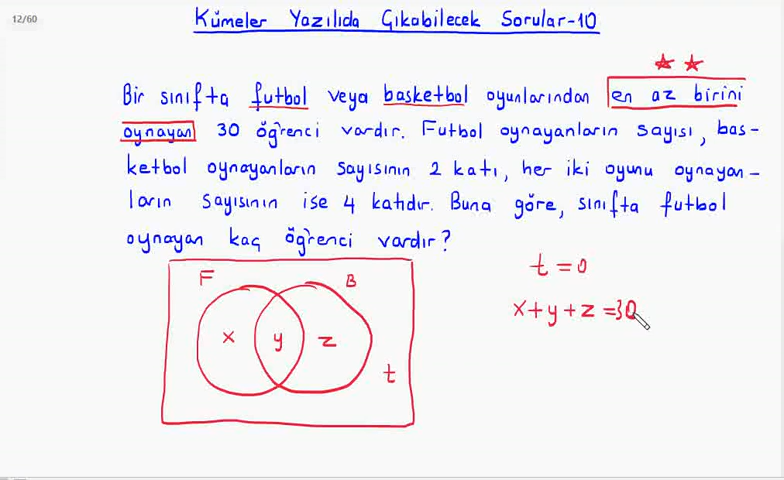 12/60
Kümeler Yazılıda Çıkabilecek Sorular-10
Bir sınıfta futbol veya basketbol oyunlarından en az birini
oynayan 30 öğrenci vardır. Futbol oynayanların sayısı, bas-
ketbol oynayanların sayısının 2 katı, her iki oyunu oynayan-
ların sayısının ise 4 katıdır. Buna göre, sınıfta futbol
oynayan kaç öğrenci vardır?
t = 0
F
B
x+y+z=30
x
y
z
t